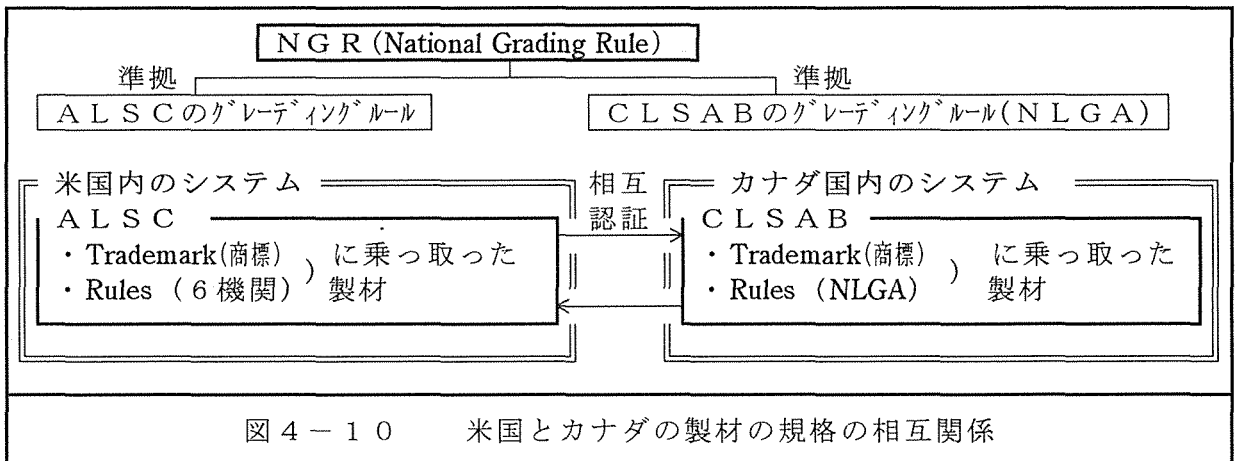 NGR (National Grading Rule)
準拠 準拠
ALSCのグレーディングルール CLSABのグレーディングルール(NLGA)
米国内のシステム 相互 カナダ国内のシステム
ALSC 認証 CLSAB
・Trademark(商標) に乗っ取った ・Trademark(商標) に乗っ取った
・Rules (6機関) ) 製材 ・Rules (NLGA) ) 製材
図4-10 米国とカナダの製材の規格の相互関係